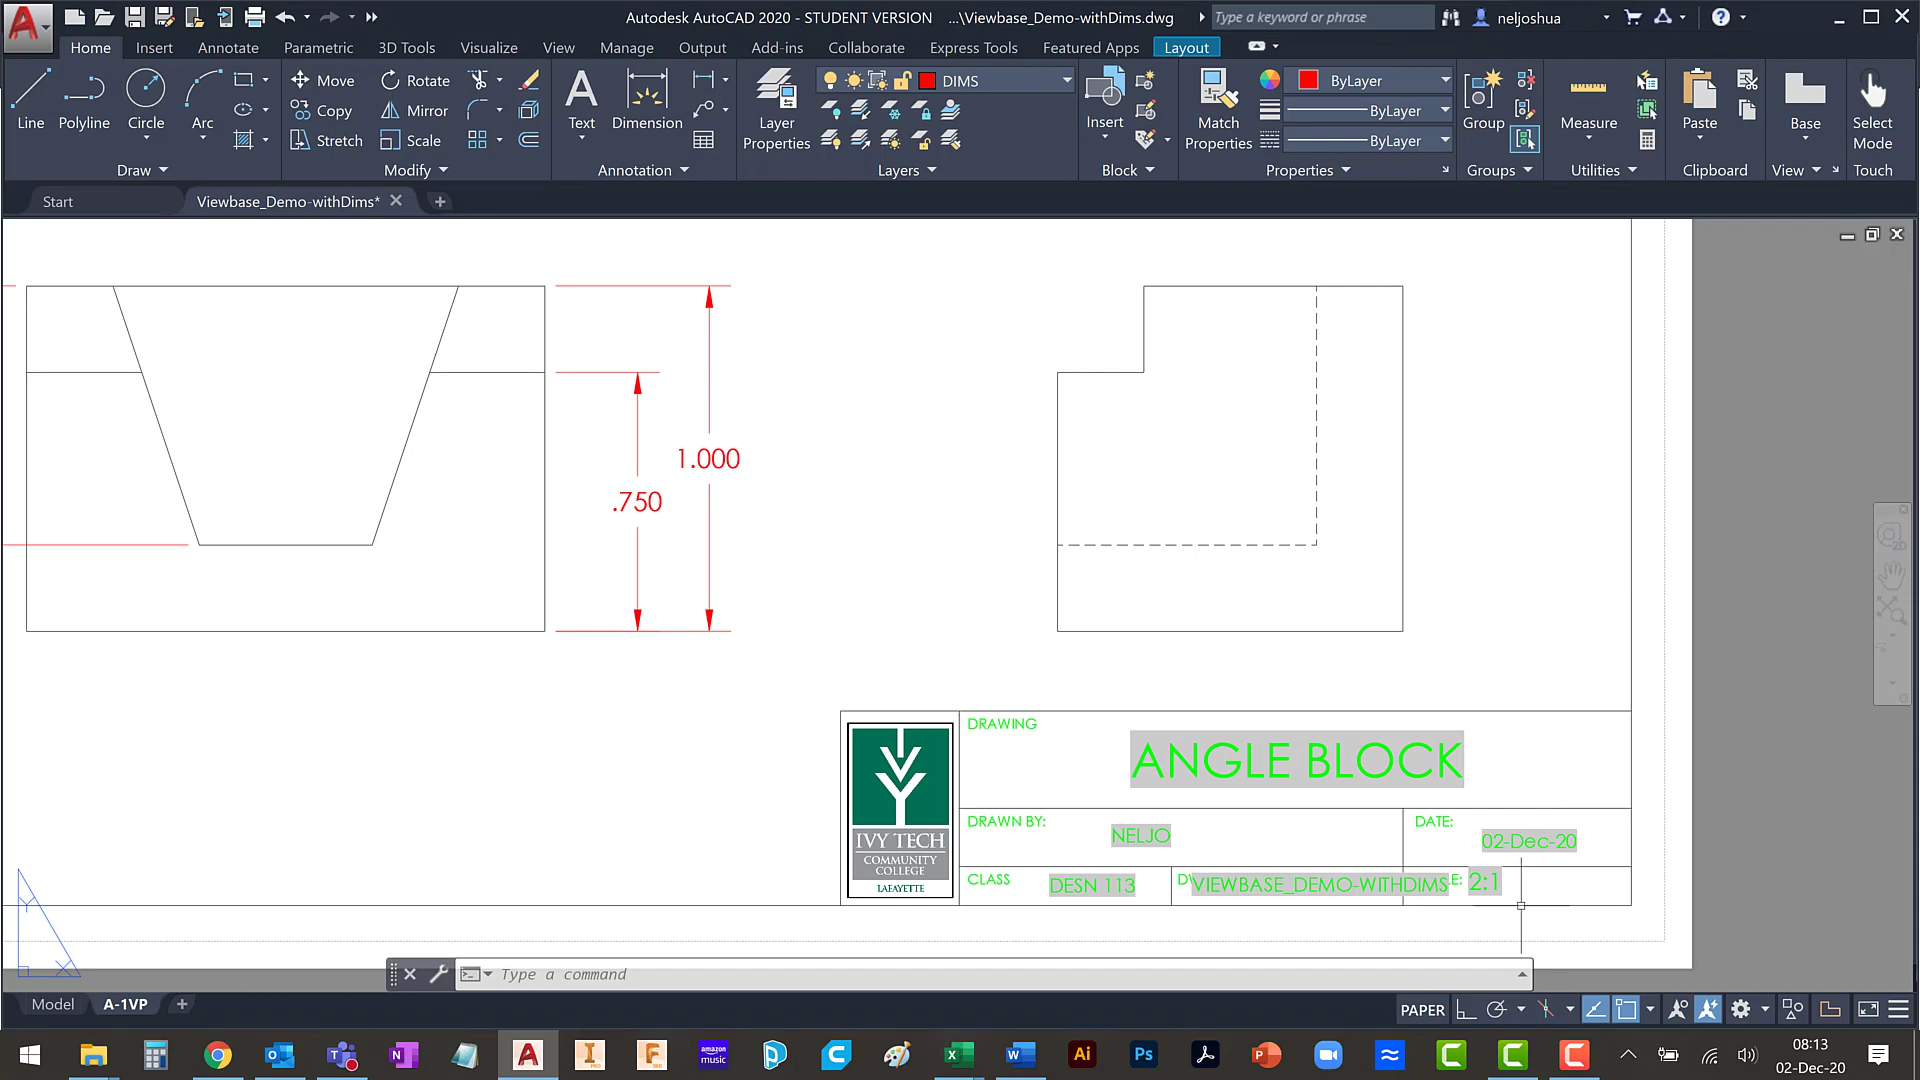 Autodesk AutoCAD 2020 - STUDENT VERSION ...\Viewbase_Demo-withDims.dwg
Type a keyword or phrase
neljoshua
Home Insert Annotate Parametric 3D Tools Visualize View Manage Output Add-ins Collaborate Express Tools Featured Apps Layout
Line Polyline Circle Arc
Move Rotate
Copy Mirror
Stretch Scale
Text Dimension
Layer Properties
DIMS
Insert
Match Properties
ByLayer
ByLayer
ByLayer
Group
Measure
Paste
Base
Select Mode
Draw Modify Annotation Layers Block Properties Groups Utilities Clipboard View Touch
Start Viewbase_Demo-withDims*
1.000
.750
DRAWING
ANGLE BLOCK
DRAWN BY:
NELJO
DATE:
02-Dec-20
IVY TECH
COMMUNITY
COLLEGE
LAFAYETTE
CLASS
DESN 113
VIEWBASE_DEMO-WITHDIMS
E: 2:1
Y
X
Type a command
Model A-1VP
PAPER
amazon music
08:13
02-Dec-20